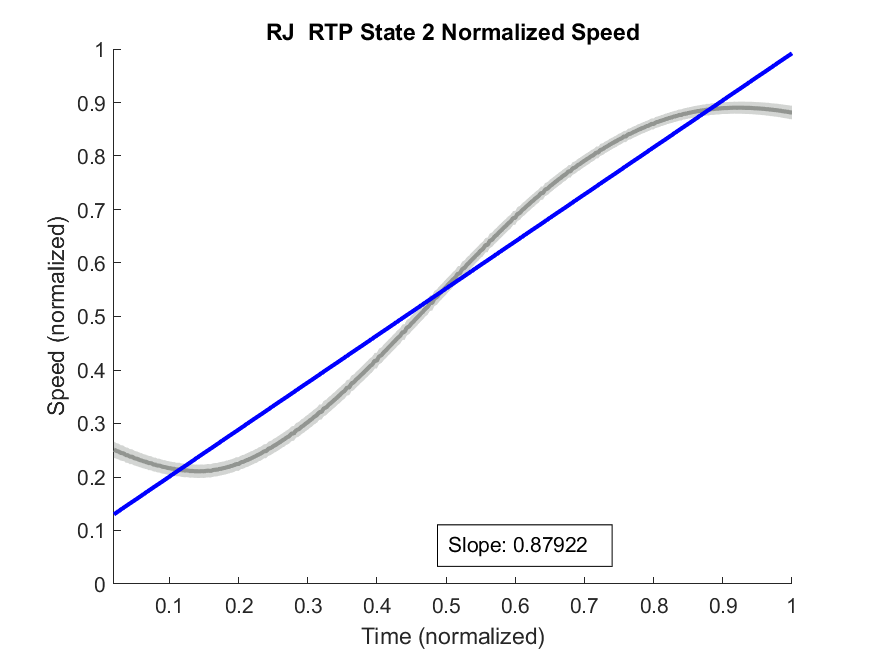 RJ  RTP State 2 Normalized Speed
1
0.9
0.8
0.7
0.6
0.5
0.4
0.3
0.2
0.1
0
Speed (normalized)
Slope: 0.87922
0.1 0.2 0.3 0.4 0.5 0.6 0.7 0.8 0.9 1
Time (normalized)